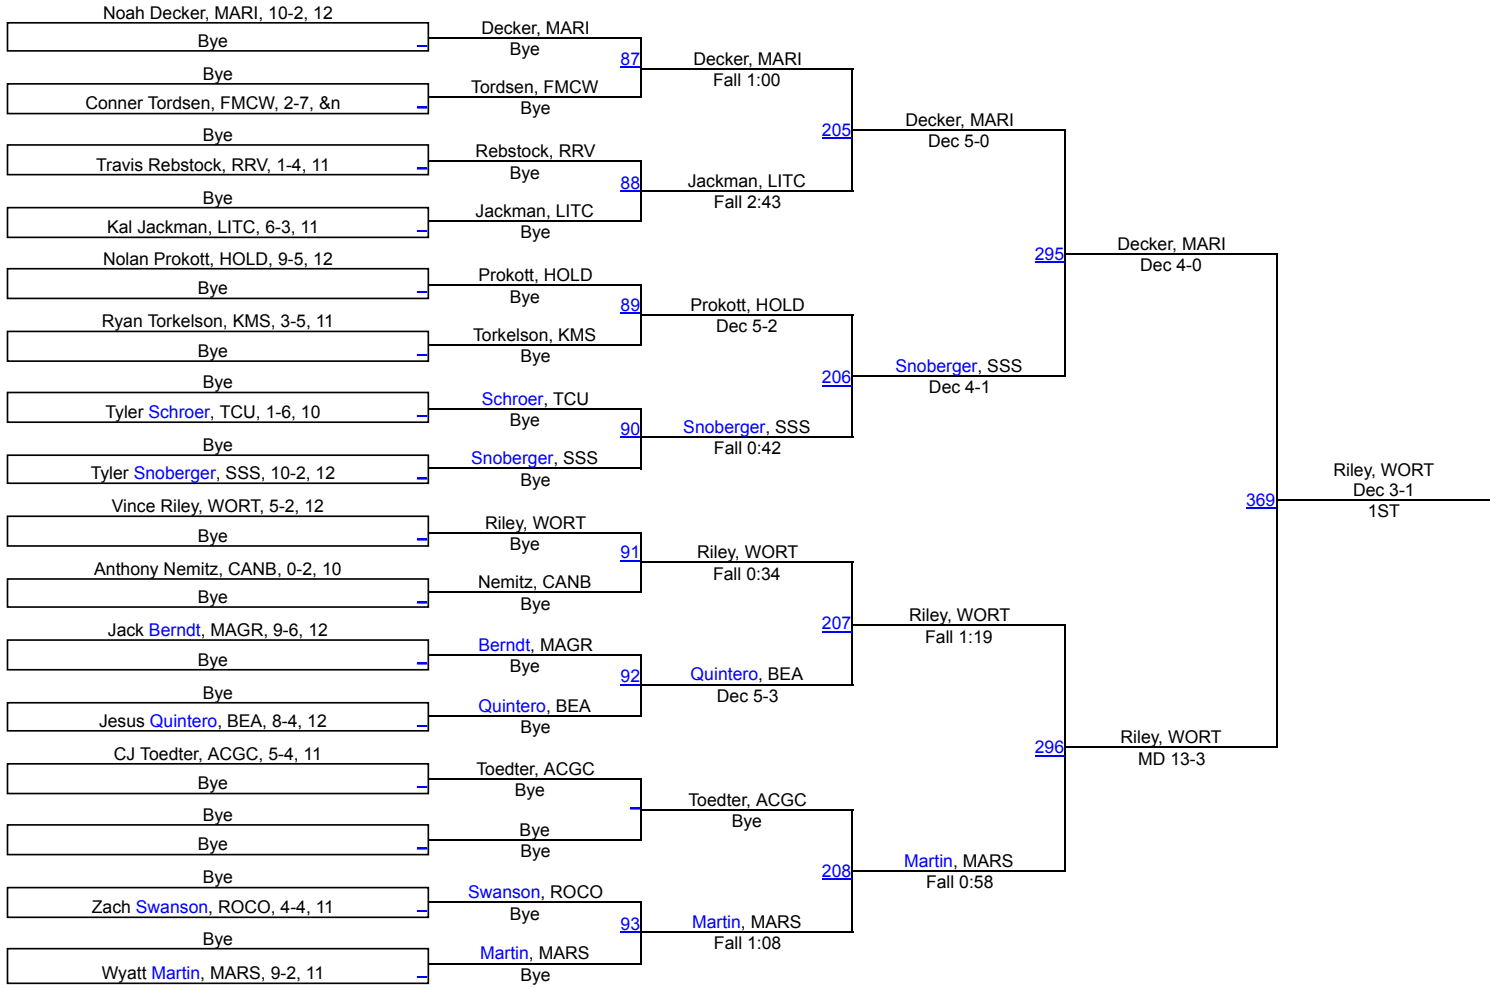 Noah Decker, MARI, 10-2, 12
Bye
Bye
Conner Tordsen, FMCW, 2-7, &n
Bye
Travis Rebstock, RRV, 1-4, 11
Bye
Kal Jackman, LITC, 6-3, 11
Nolan Prokott, HOLD, 9-5, 12
Bye
Ryan Torkelson, KMS, 3-5, 11
Bye
Bye
Tyler Schroer, TCU, 1-6, 10
Bye
Tyler Snoberger, SSS, 10-2, 12
Vince Riley, WORT, 5-2, 12
Bye
Anthony Nemitz, CANB, 0-2, 10
Bye
Jack Berndt, MAGR, 9-6, 12
Bye
Bye
Jesus Quintero, BEA, 8-4, 12
CJ Toedter, ACGC, 5-4, 11
Bye
Bye
Bye
Bye
Zach Swanson, ROCO, 4-4, 11
Bye
Wyatt Martin, MARS, 9-2, 11
Decker, MARI
Bye
87
Tordsen, FMCW
Bye
Rebstock, RRV
Bye
88
Jackman, LITC
Bye
Prokott, HOLD
Bye
89
Torkelson, KMS
Bye
Schroer, TCU
Bye
90
Snoberger, SSS
Bye
Riley, WORT
Bye
91
Nemitz, CANB
Bye
Berndt, MAGR
Bye
92
Quintero, BEA
Bye
Toedter, ACGC
Bye
Bye
Bye
Swanson, ROCO
Bye
93
Martin, MARS
Bye
Decker, MARI
Fall 1:00
205
Jackman, LITC
Fall 2:43
Prokott, HOLD
Dec 5-2
206
Snoberger, SSS
Fall 0:42
Riley, WORT
Fall 0:34
207
Quintero, BEA
Dec 5-3
Toedter, ACGC
Bye
208
Martin, MARS
Fall 1:08
Decker, MARI
Dec 5-0
295
Snoberger, SSS
Dec 4-1
Riley, WORT
Fall 1:19
296
Martin, MARS
Fall 0:58
Decker, MARI
Dec 4-0
369
Riley, WORT
MD 13-3
Riley, WORT
Dec 3-1
1ST